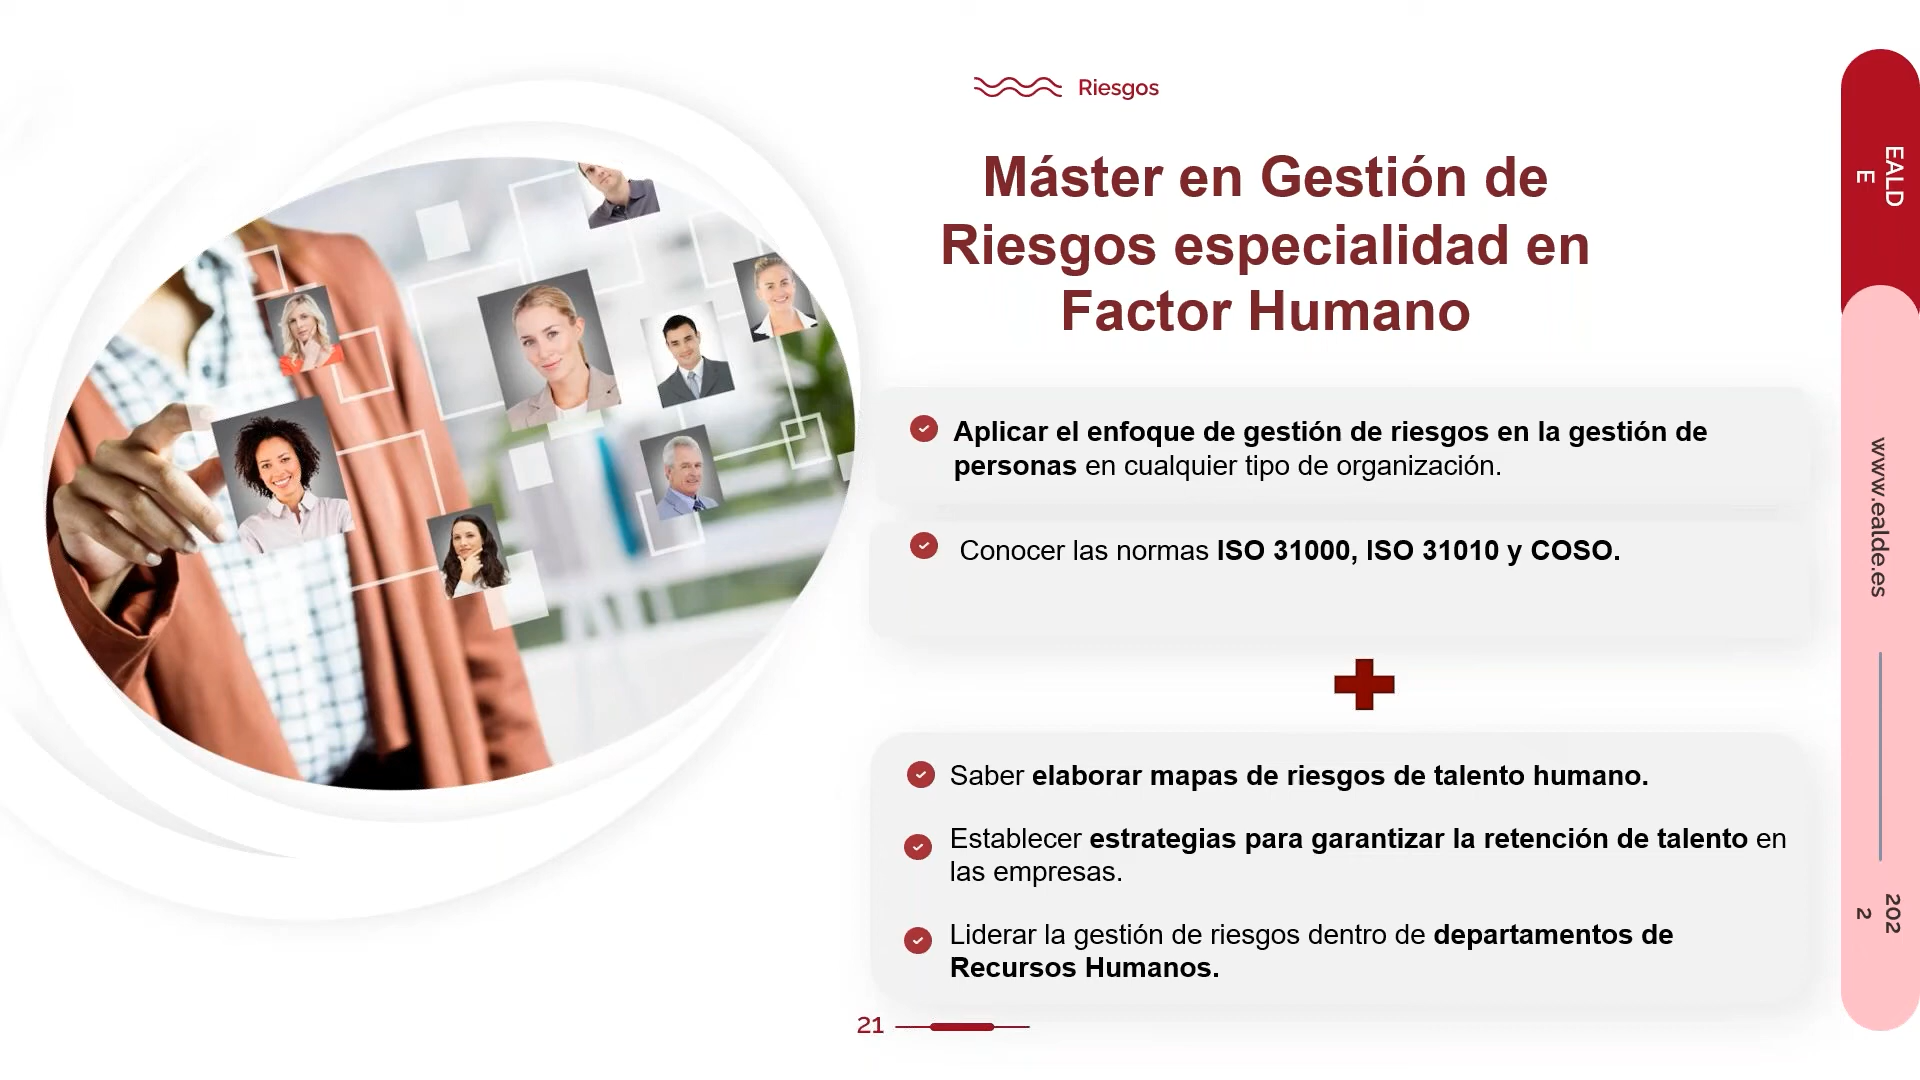 Riesgos
Máster en Gestión de
Riesgos especialidad en
Factor Humano
Aplicar el enfoque de gestión de riesgos en la gestión de
personas en cualquier tipo de organización.
Conocer las normas ISO 31000, ISO 31010 y COSO.
Saber elaborar mapas de riesgos de talento humano.
Establecer estrategias para garantizar la retención de talento en
las empresas.
Liderar la gestión de riesgos dentro de departamentos de
Recursos Humanos.
21
EALD
E
www.ealde.es
202
2